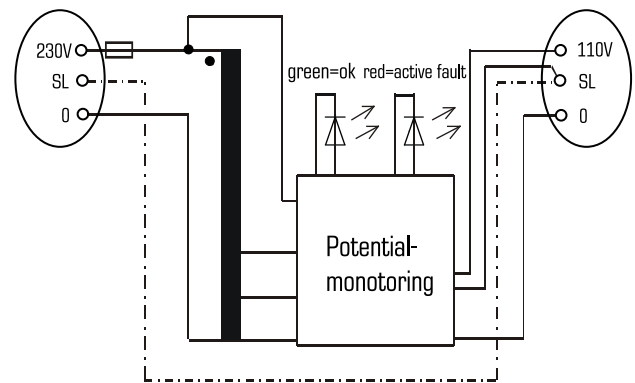 230V
SL
0
green=ok red=active fault
110V
SL
0
Potential-
monotoring